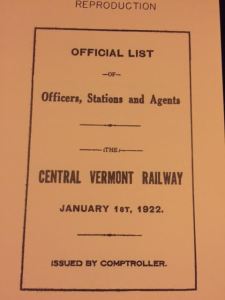 REPRODUCTION
OFFICIAL LIST
—OF—
Officers, Stations and Agents
—THE—
CENTRAL VERMONT RAILWAY
JANUARY 1ST, 1922.
ISSUED BY COMPTROLLER.